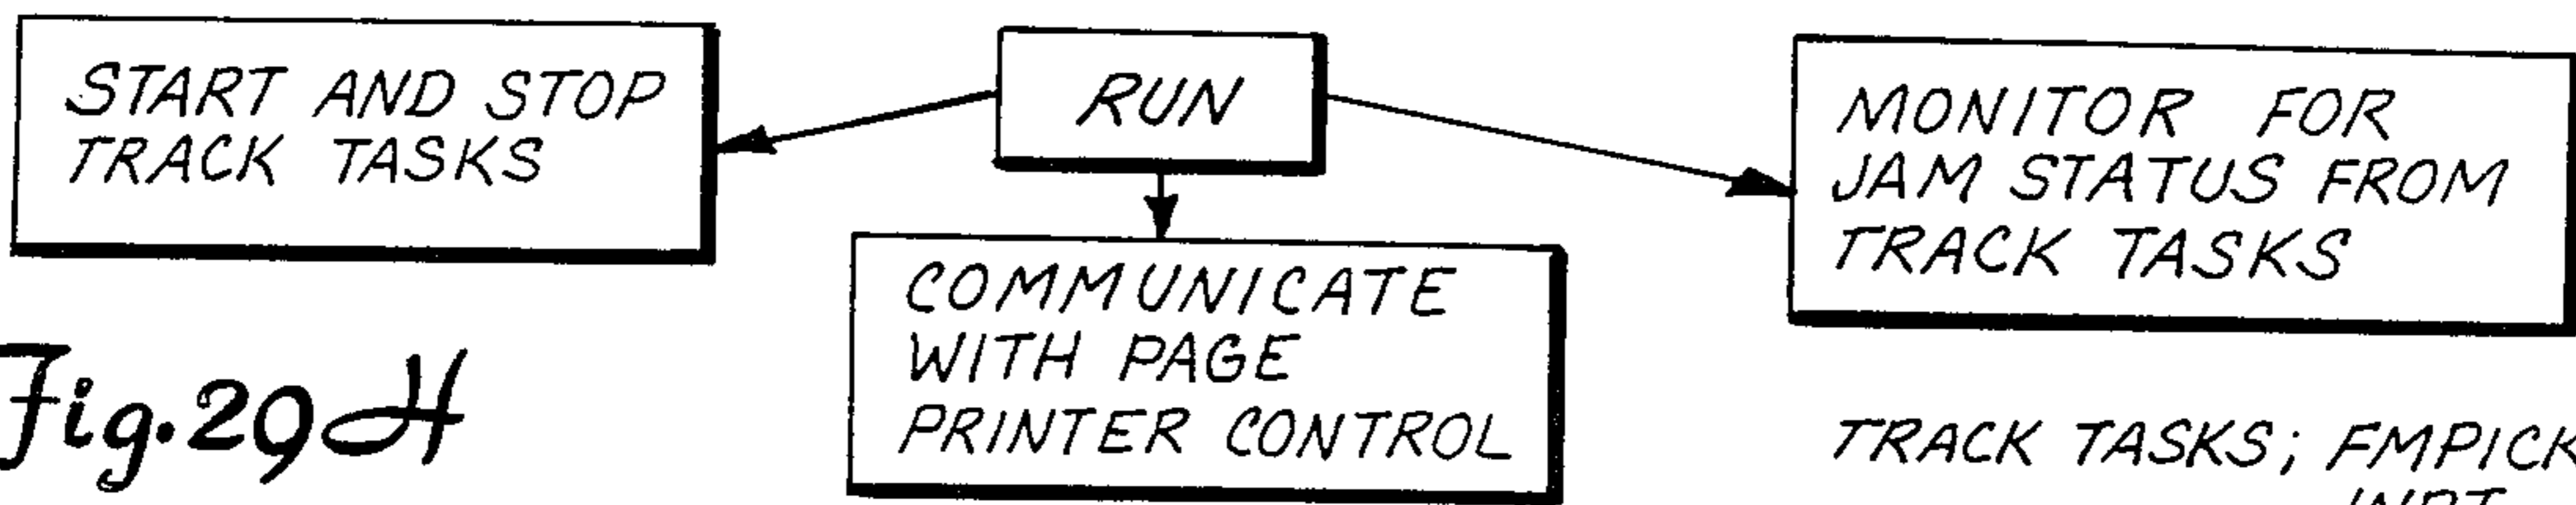 START AND STOP
TRACK TASKS
RUN
MONITOR FOR
JAM STATUS FROM
TRACK TASKS
COMMUNICATE
WITH PAGE
PRINTER CONTROL
Fig. 29H
TRACK TASKS; FMPICK